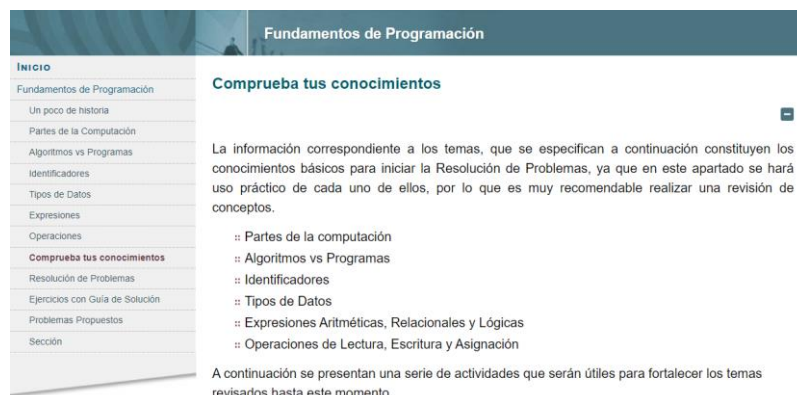 Fundamentos de Programación
INICIO
Fundamentos de Programación
Un poco de historia
Partes de la Computación
Algoritmos vs Programas
Identificadores
Tipos de Datos
Expresiones
Operaciones
Comprueba tus conocimientos
Resolución de Problemas
Ejercicios con Guía de Solución
Problemas Propuestos
Sección
Comprueba tus conocimientos
La información correspondiente a los temas, que se especifican a continuación constituyen los
conocimientos básicos para iniciar la Resolución de Problemas, ya que en este apartado se hará
uso práctico de cada uno de ellos, por lo que es muy recomendable realizar una revisión de
conceptos.
:: Partes de la computación
:: Algoritmos vs Programas
:: Identificadores
:: Tipos de Datos
:: Expresiones Aritméticas, Relacionales y Lógicas
:: Operaciones de Lectura, Escritura y Asignación
A continuación se presentan una serie de actividades que serán útiles para fortalecer los temas
revisados hasta este momento